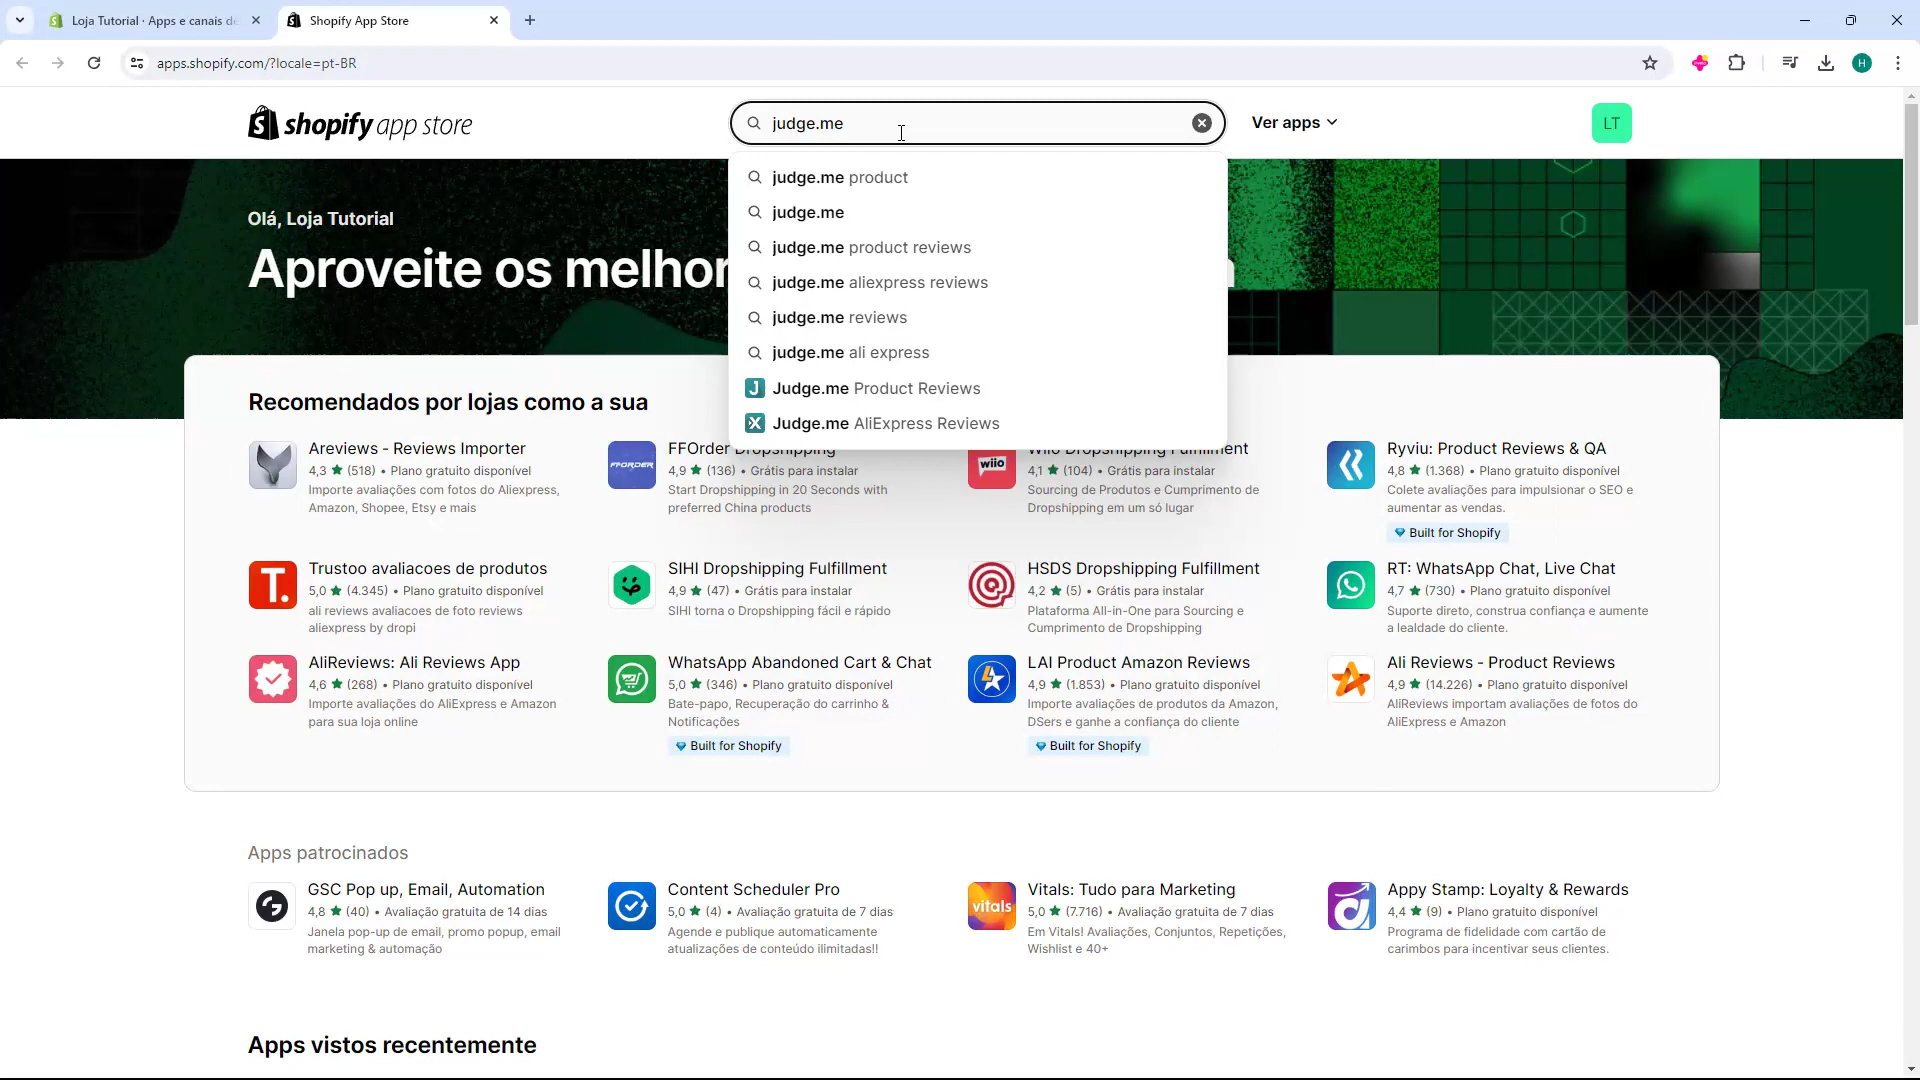 Loja Tutorial · Apps e canais de
Shopify App Store
apps.shopify.com/?locale=pt-BR
H
shopify app store
judge.me
Ver apps
LT
judge.me product
judge.me
judge.me product reviews
judge.me aliexpress reviews
judge.me reviews
judge.me ali express
J
Judge.me Product Reviews
X
Judge.me AliExpress Reviews
Olá, Loja Tutorial
Aproveite os melhor
Recomendados por lojas como a sua
Areviews - Reviews Importer
4,3 ★ (518) • Plano gratuito disponível
Importe avaliações com fotos do Aliexpress,
Amazon, Shopee, Etsy e mais
FFORDER
FFOrder Dropshipping
4,9 ★ (136) • Grátis para instalar
Start Dropshipping in 20 Seconds with
preferred China products
wiio
Wiio Dropshipping Fulfillment
4,1 ★ (104) • Grátis para instalar
Sourcing de Produtos e Cumprimento de
Dropshipping em um só lugar
Ryviu: Product Reviews & QA
4,8 ★ (1.368) • Plano gratuito disponível
Colete avaliações para impulsionar o SEO e
aumentar as vendas.
Built for Shopify
T.
Trustoo avaliacoes de produtos
5,0 ★ (4.345) • Plano gratuito disponível
ali reviews avaliacoes de foto reviews
aliexpress by dropi
SIHI Dropshipping Fulfillment
4,9 ★ (47) • Grátis para instalar
SIHI torna o Dropshipping fácil e rápido
HSDS Dropshipping Fulfillment
4,2 ★ (5) • Grátis para instalar
Plataforma All-in-One para Sourcing e
Cumprimento de Dropshipping
RT: WhatsApp Chat, Live Chat
4,7 ★ (730) • Plano gratuito disponível
Suporte direto, construa confiança e aumente
a lealdade do cliente.
AliReviews: Ali Reviews App
4,6 ★ (268) • Plano gratuito disponível
Importe avaliações do AliExpress e Amazon
para sua loja online
WhatsApp Abandoned Cart & Chat
5,0 ★ (346) • Plano gratuito disponível
Bate-papo, Recuperação do carrinho &
Notificações
Built for Shopify
LAI Product Amazon Reviews
4,9 ★ (1.853) • Plano gratuito disponível
Importe avaliações de produtos da Amazon,
DSers e ganhe a confiança do cliente
Built for Shopify
Ali Reviews - Product Reviews
4,9 ★ (14.226) • Plano gratuito disponível
AliReviews importam avaliações de fotos do
AliExpress e Amazon
Apps patrocinados
GSC Pop up, Email, Automation
4,8 ★ (40) • Avaliação gratuita de 14 dias
Janela pop-up de email, promo popup, email
marketing & automação
Content Scheduler Pro
5,0 ★ (4) • Avaliação gratuita de 7 dias
Agende e publique automaticamente
atualizações de conteúdo ilimitadas!!
vitals
Vitals: Tudo para Marketing
5,0 ★ (7.716) • Avaliação gratuita de 7 dias
Em Vitals! Avaliações, Conjuntos, Repetições,
Wishlist e 40+
Appy Stamp: Loyalty & Rewards
4,4 ★ (9) • Plano gratuito disponível
Programa de fidelidade com cartão de
carimbos para incentivar seus clientes.
Apps vistos recentemente